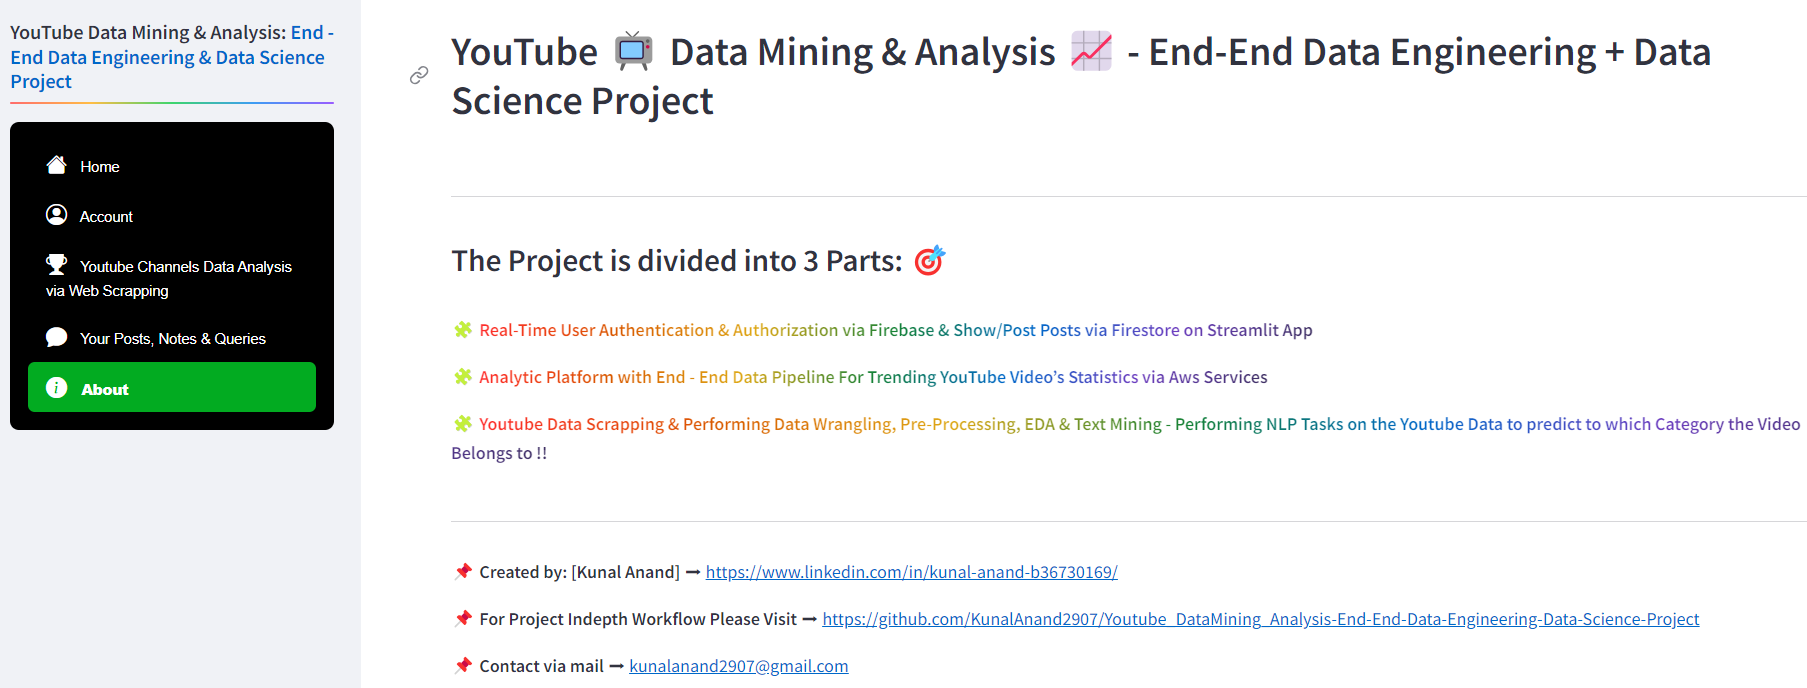 YouTube Data Mining & Analysis: End -
End Data Engineering & Data Science
Project
Home
Account
Youtube Channels Data Analysis
via Web Scrapping
Your Posts, Notes & Queries
About
YouTube 📺 Data Mining & Analysis 📈 - End-End Data Engineering + Data
Science Project
The Project is divided into 3 Parts: 🎯
🧩 Real-Time User Authentication & Authorization via Firebase & Show/Post Posts via Firestore on Streamlit App
🧩 Analytic Platform with End - End Data Pipeline For Trending YouTube Video's Statistics via Aws Services
🧩 Youtube Data Scrapping & Performing Data Wrangling, Pre-Processing, EDA & Text Mining - Performing NLP Tasks on the Youtube Data to predict to which Category the Video
Belongs to !!
📌 Created by: [Kunal Anand] ➞ https://www.linkedin.com/in/kunal-anand-b36730169/
📌 For Project Indepth Workflow Please Visit ➞ https://github.com/KunalAnand2907/Youtube_DataMining_Analysis-End-End-Data-Engineering-Data-Science-Project
📌 Contact via mail ➞ kunalanand2907@gmail.com